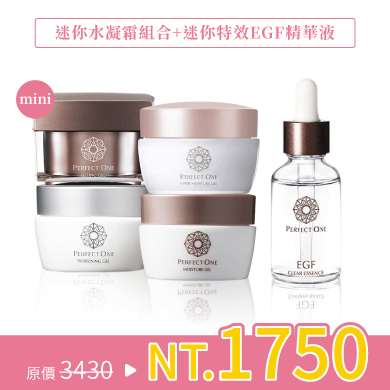 迷你水凝霜組合+迷你特效EGF精華液
mini
PERFECT ONE
PERFECT ONE
SUPER MOISTURE GEL
PERFECT ONE
WHITENING GEL
PERFECT ONE
MOISTURE GEL
PERFECT ONE
EGF
CLEAR ESSENCE
原價 3430
NT.1750